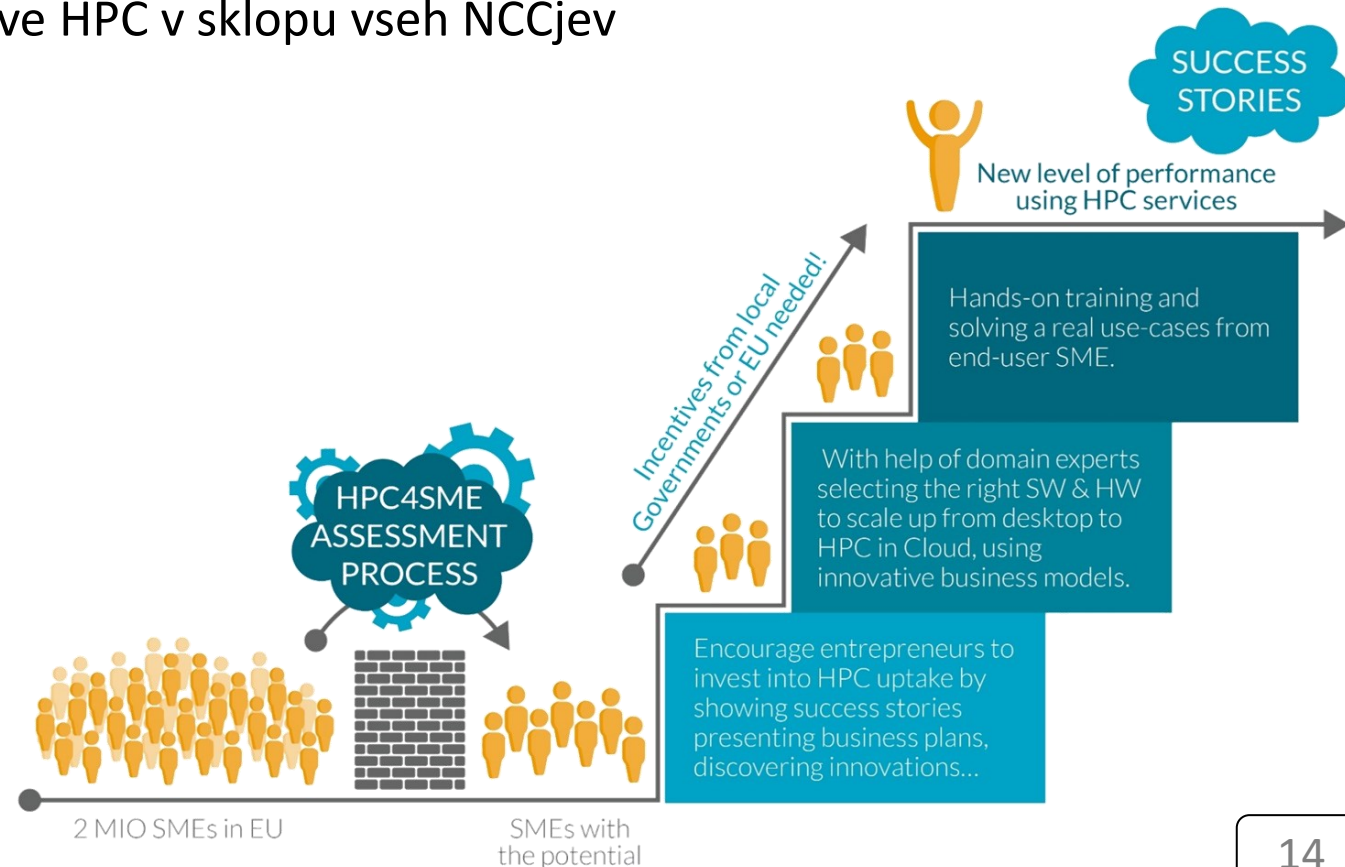 ve HPC v sklopu vseh NCCjev
SUCCESS
STORIES
New level of performance
using HPC services
Incentives from local
Governments or EU needed!
Hands-on training and
solving a real use-cases from
end-user SME.
With help of domain experts
selecting the right SW & HW
to scale up from desktop to
HPC in Cloud, using
innovative business models.
HPC4SME
ASSESSMENT
PROCESS
Encourage entrepreneurs to
invest into HPC uptake by
showing success stories
presenting business plans,
discovering innovations...
2 MIO SMEs in EU
SMEs with
the potential
14